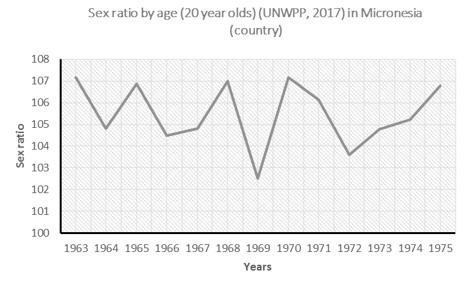 Sex ratio by age (20 year olds) (UNWPP, 2017) in Micronesia
(country)
108
107
106
105
104
103
102
101
100
Sex ratio
1963 1964 1965 1966 1967 1968 1969 1970 1971 1972 1973 1974 1975
Years